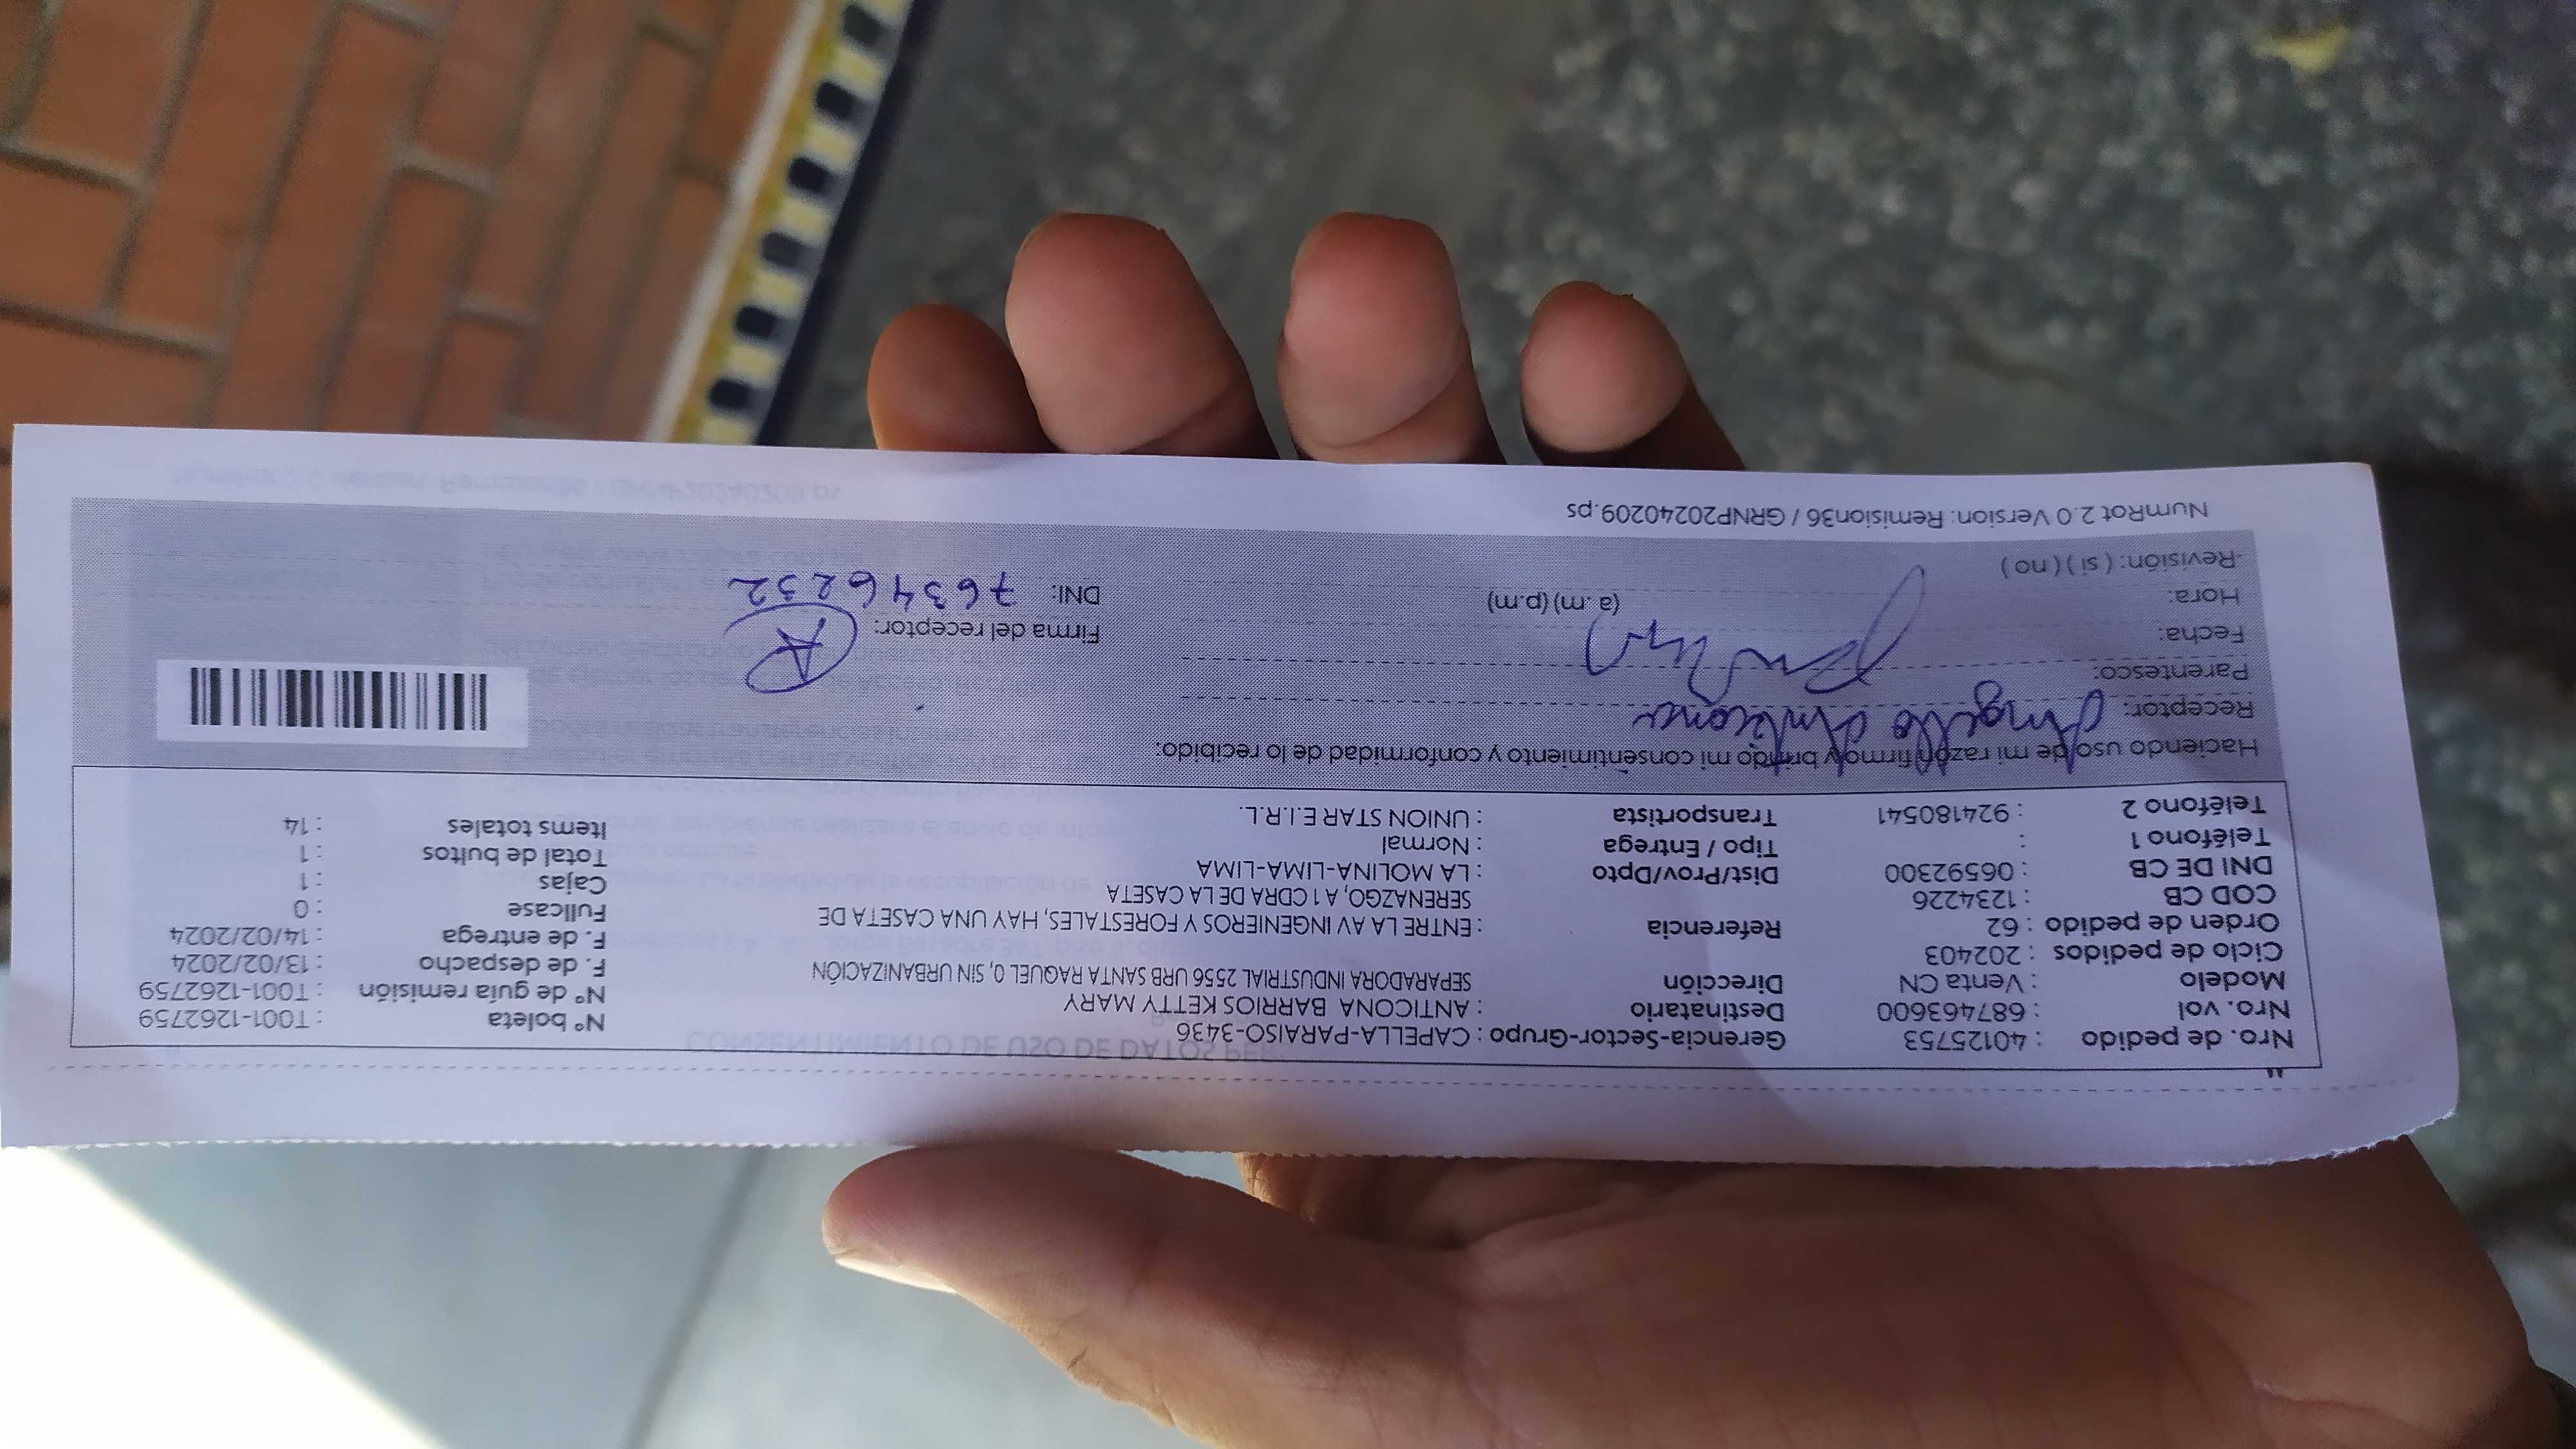 Nro. de pedido : 40125753 Gerencia-Sector-Grupo : CAPELLA-PARAISO-3436 N° boleta : T001-1262759
Nro. vol : 687463600 Destinatario : ANTICONA BARRIOS KETTY MARY N° de guía remisión : T001-1262759
Modelo : Venta CN Dirección SEPARADORA INDUSTRIAL 2556 URB SANTA RAQUEL 0, SIN URBANIZACIÓN F. de despacho : 13/02/2024
Ciclo de pedidos : 202403 F. de entrega : 14/02/2024
Orden de pedido : 62 Referencia : ENTRE LA AV INGENIEROS Y FORESTALES, HAY UNA CASETA DE Fullcase : 0
COD CB : 1234226 SERENAZGO, A 1 CDRA DE LA CASETA Cajas : 1
DNI DE CB : 06592300 Dist/Prov/Dpto : LA MOLINA-LIMA-LIMA Total de bultos : 1
Teléfono 1 : Tipo / Entrega : Normal Items totales : 14
Teléfono 2 : 924180541 Transportista : UNION STAR E.I.R.L.
Haciendo uso de mi razón firmo y brindo mi consentimiento y conformidad de lo recibido:
Receptor: Angello Anticona
Parentesco:
Fecha: Firma del receptor:
Hora: (a.m) (p.m) DNI: 76346232
-Revisión: ( si ) ( no )
NumRot 2.0 Version: Remision36 / GRNP20240209.ps